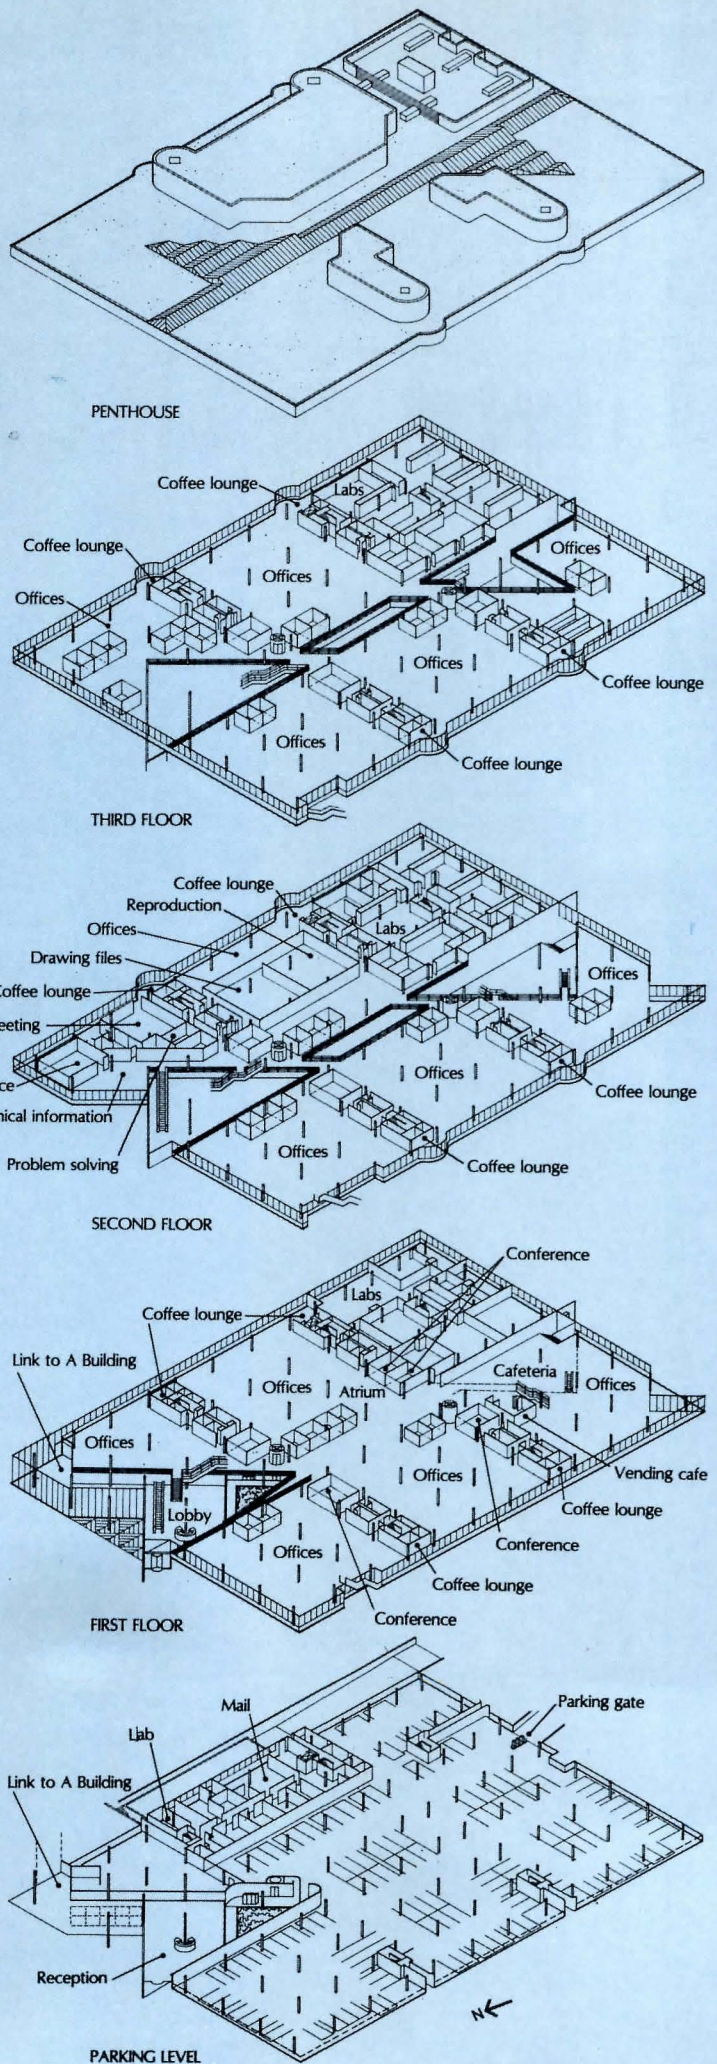 PENTHOUSE
Coffee lounge
Labs
Coffee lounge
Offices
Offices
Offices
Offices
Coffee lounge
Offices
Coffee lounge
THIRD FLOOR
Coffee lounge
Reproduction
Offices
Labs
Drawing files
Offices
Coffee lounge
Offices
Coffee lounge
Problem solving
Offices
Coffee lounge
information
SECOND FLOOR
Conference
Labs
Coffee lounge
Link to A Building
Cafeteria
Offices
Offices
Atrium
Offices
Offices
Vending cafe
Lobby
Coffee lounge
Offices
Conference
Coffee lounge
Conference
FIRST FLOOR
Mail
Parking gate
Lab
Link to A Building
Reception
N
PARKING LEVEL